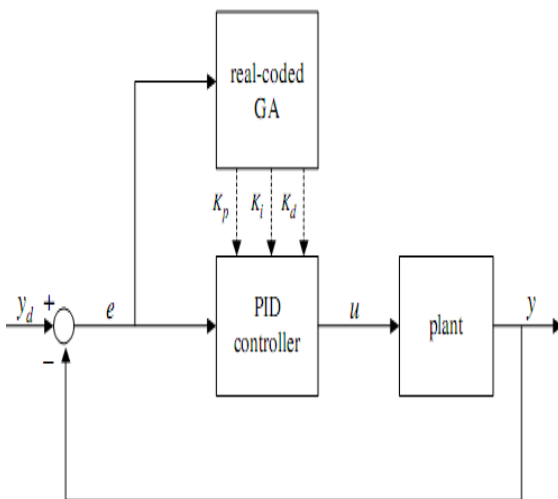 real-coded
GA
K_p K_i K_d
y_d + e PID controller u plant y
−